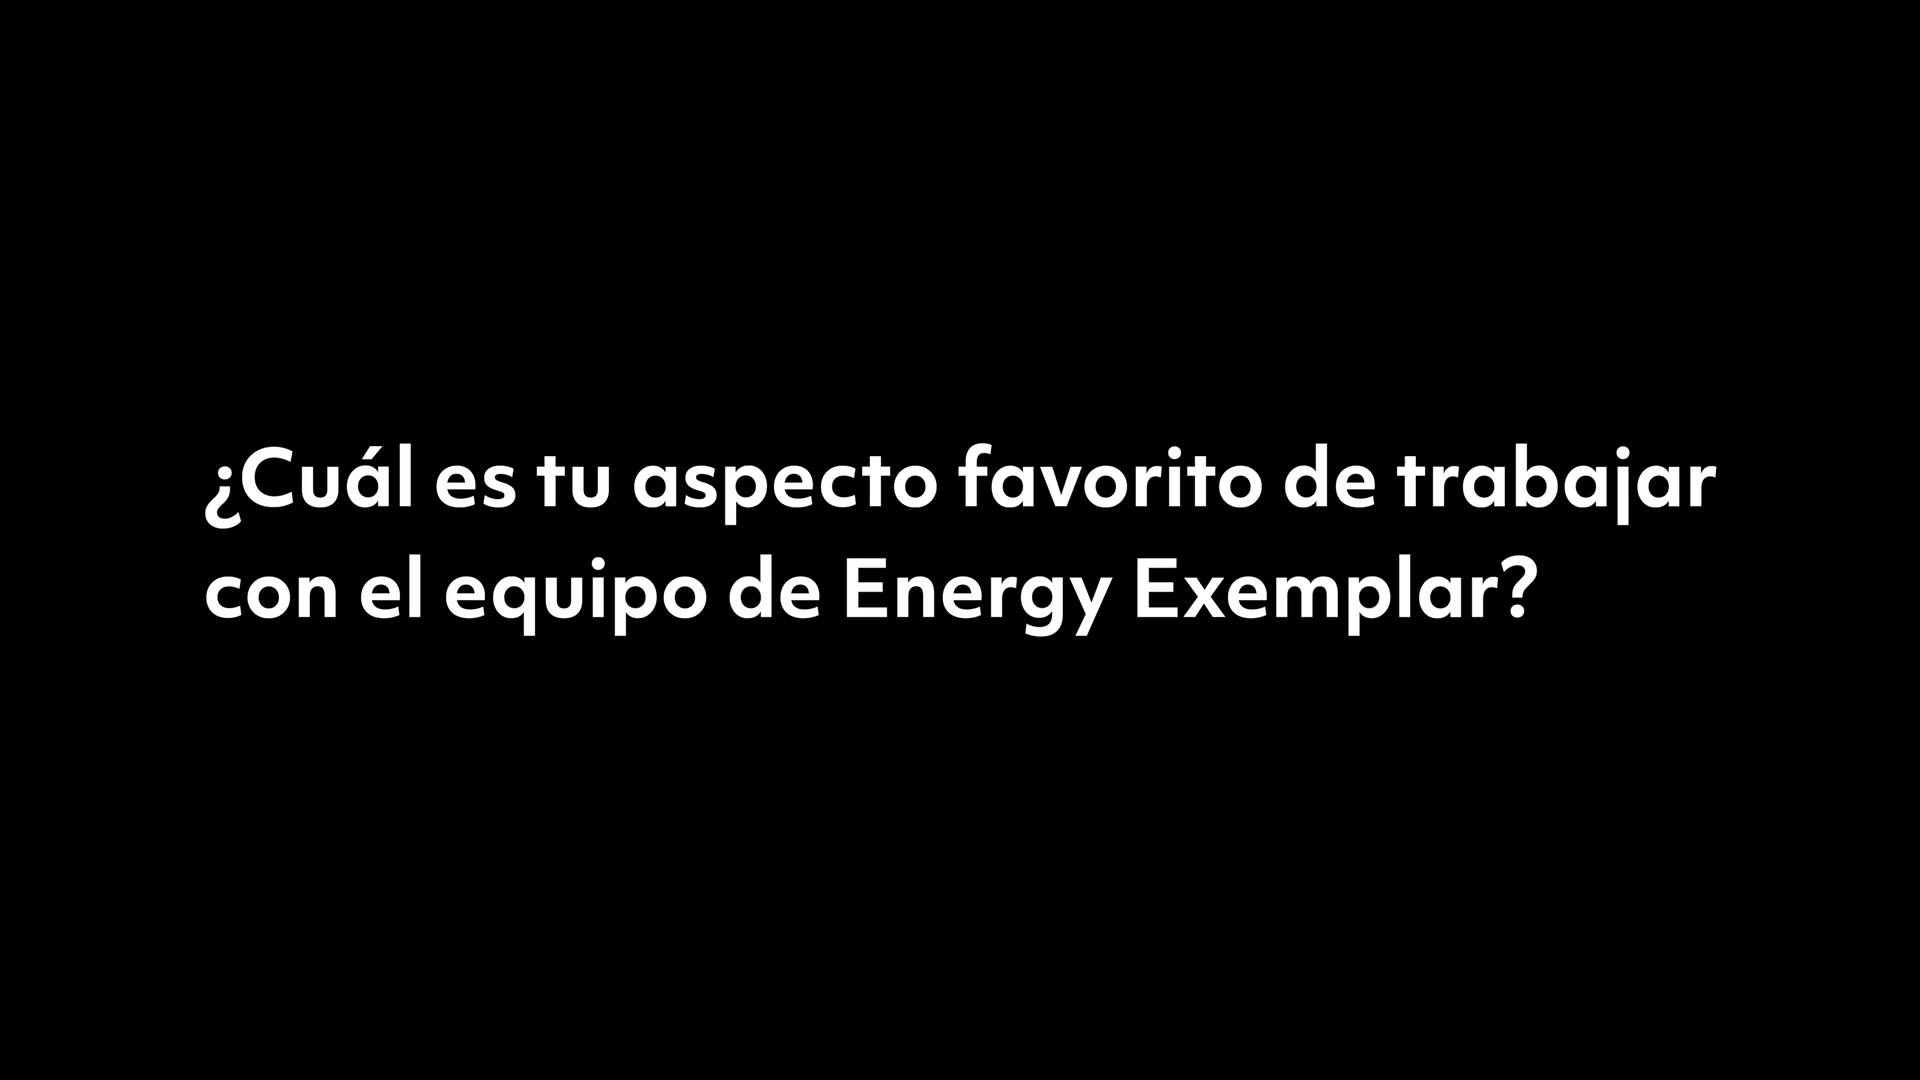 ¿Cuál es tu aspecto favorito de trabajar
con el equipo de Energy Exemplar?